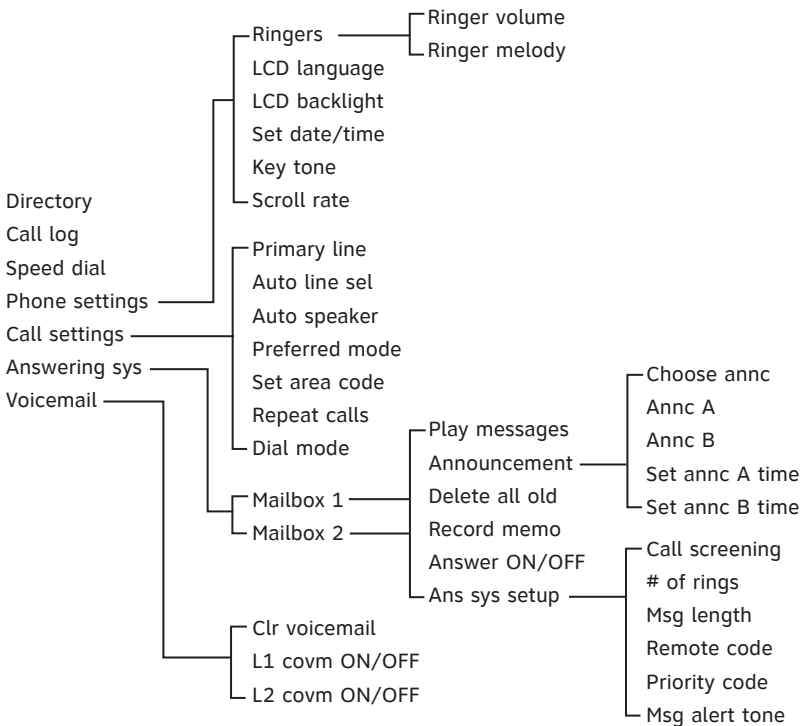 Directory
Call log
Speed dial
Phone settings
Call settings
Answering sys
Voicemail
Ringers
LCD language
LCD backlight
Set date/time
Key tone
Scroll rate
Ringer volume
Ringer melody
Primary line
Auto line sel
Auto speaker
Preferred mode
Set area code
Repeat calls
Dial mode
Mailbox 1
Mailbox 2
Play messages
Announcement
Delete all old
Record memo
Answer ON/OFF
Ans sys setup
Choose annc
Annc A
Annc B
Set annc A time
Set annc B time
Call screening
# of rings
Msg length
Remote code
Priority code
Msg alert tone
Clr voicemail
L1 covm ON/OFF
L2 covm ON/OFF